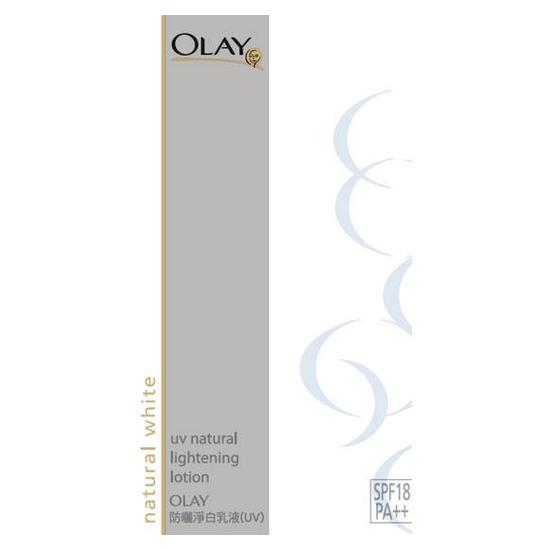 OLAY
natural white
uv natural
lightening
lotion
OLAY
防曬淨白乳液(UV)
SPF18
PA++